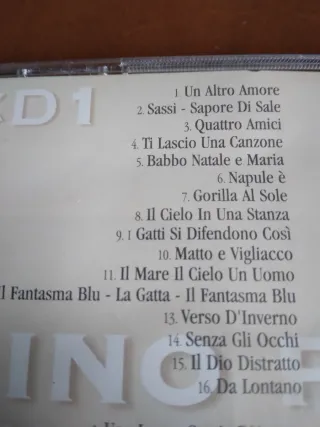 CD1
1. Un Altro Amore
2. Sassi - Sapore Di Sale
3. Quattro Amici
4. Ti Lascio Una Canzone
5. Babbo Natale e Maria
6. Napule è
7. Gorilla Al Sole
8. Il Cielo In Una Stanza
9. I Gatti Si Difendono Così
10. Matto e Vigliacco
11. Il Mare Il Cielo Un Uomo
Il Fantasma Blu - La Gatta - Il Fantasma Blu
13. Verso D'Inverno
14. Senza Gli Occhi
15. Il Dio Distratto
16. Da Lontano
INO P